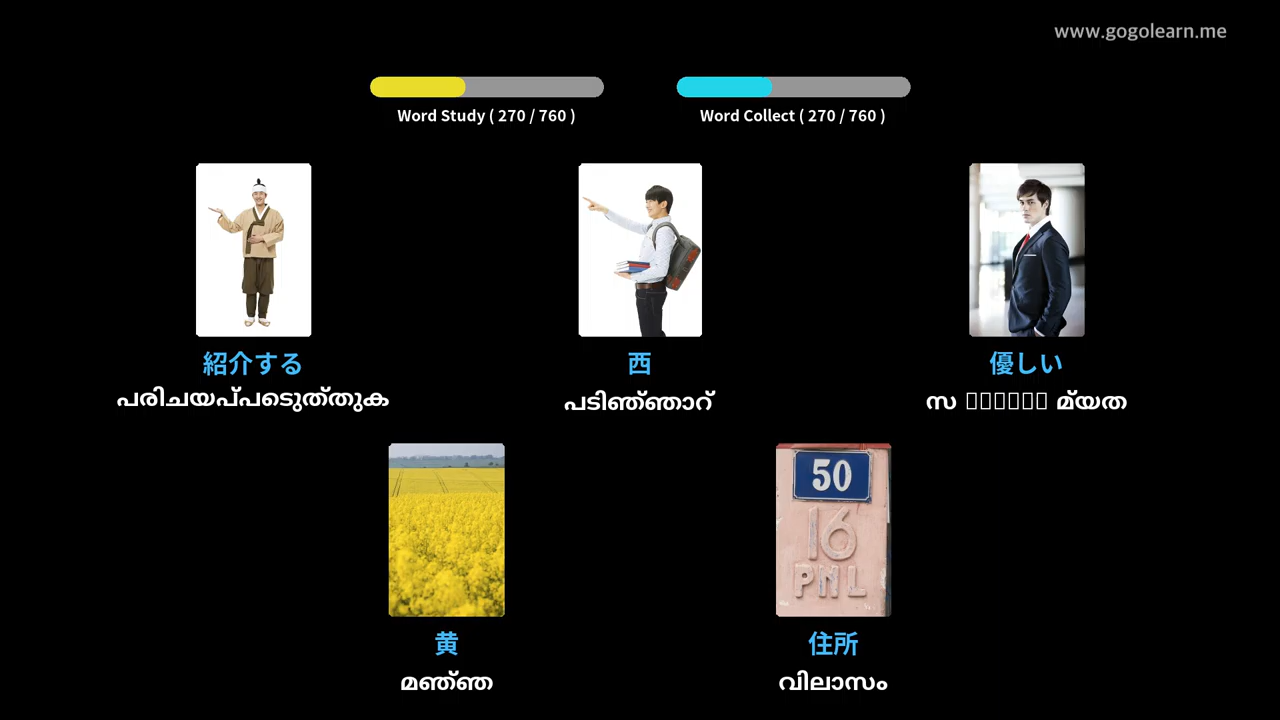 www.gogolearn.me
Word Study ( 270 / 760 )
Word Collect ( 270 / 760 )
紹介する
西
優しい
പരിചയപ്പടെുത്തുക
പടിഞ്ഞാറ്
സ □□□□□□ മ്യത
50
16
PNL
黄
住所
മഞ്ഞ
വിലാസം